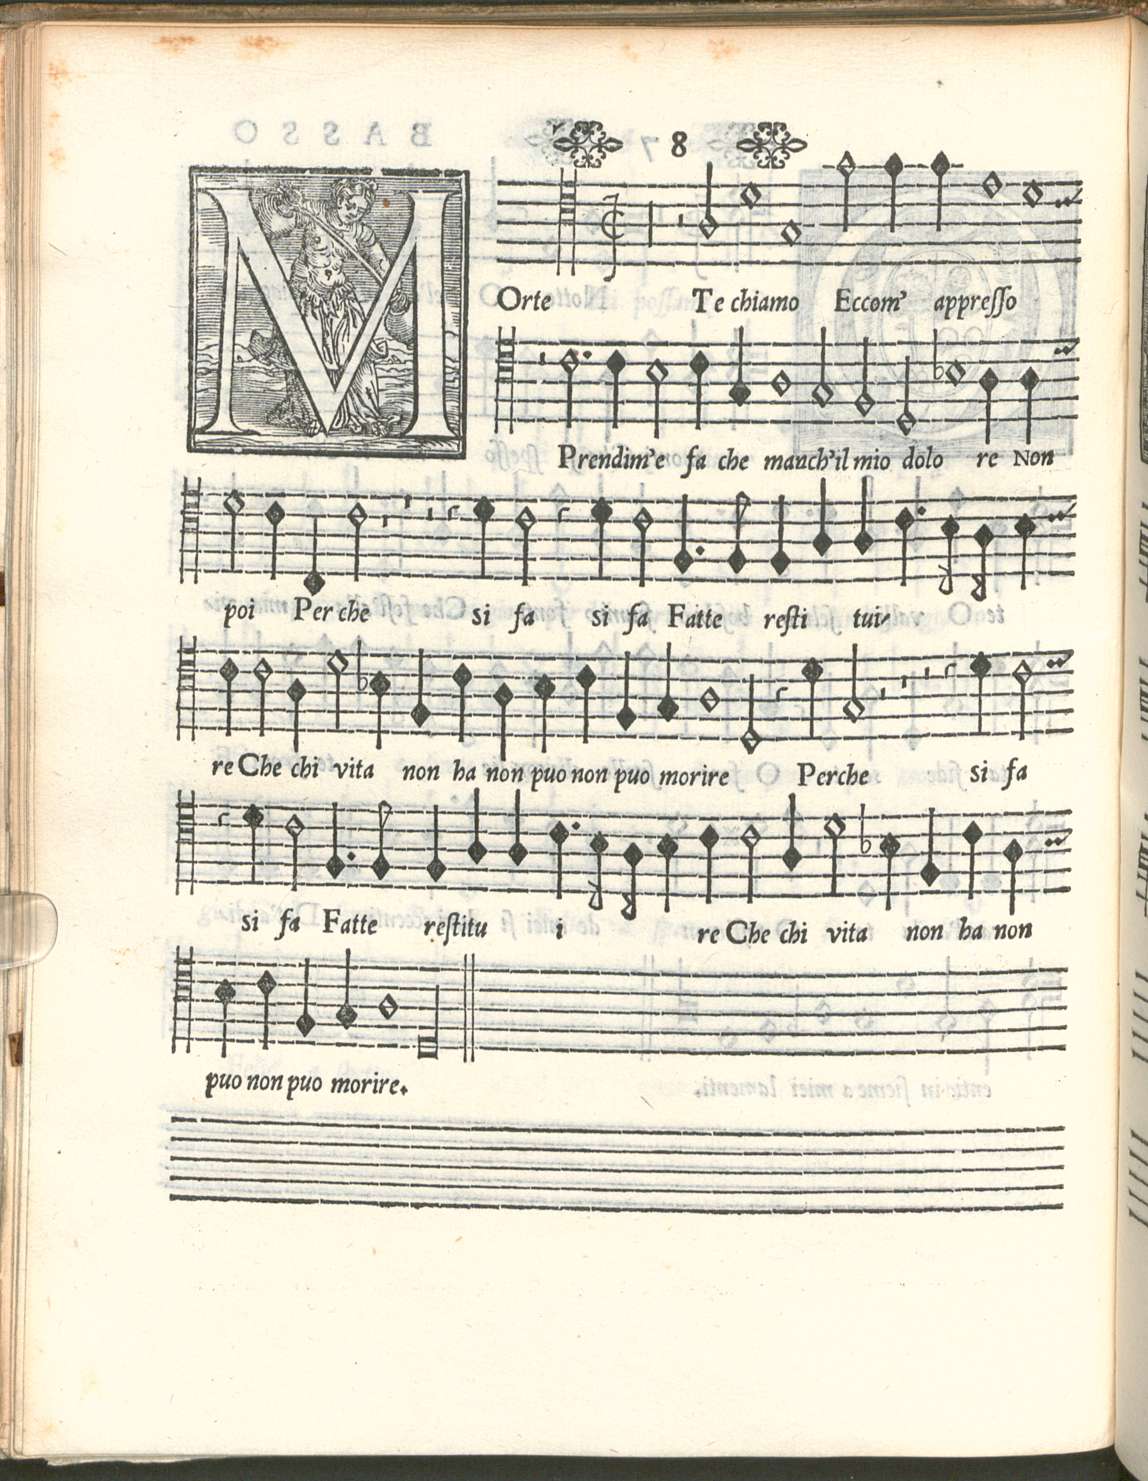 8
M Orte Te chiamo Eccom' appresso
Prendim'e fa che manch'il mio dolo re Non
poi Per che si fa si fa Fatte resti tui
re Che chi vita non ha non puo non puo morire Perche si fa
si fa Fatte restitu i re Che chi vita non ha non
puo non puo morire.